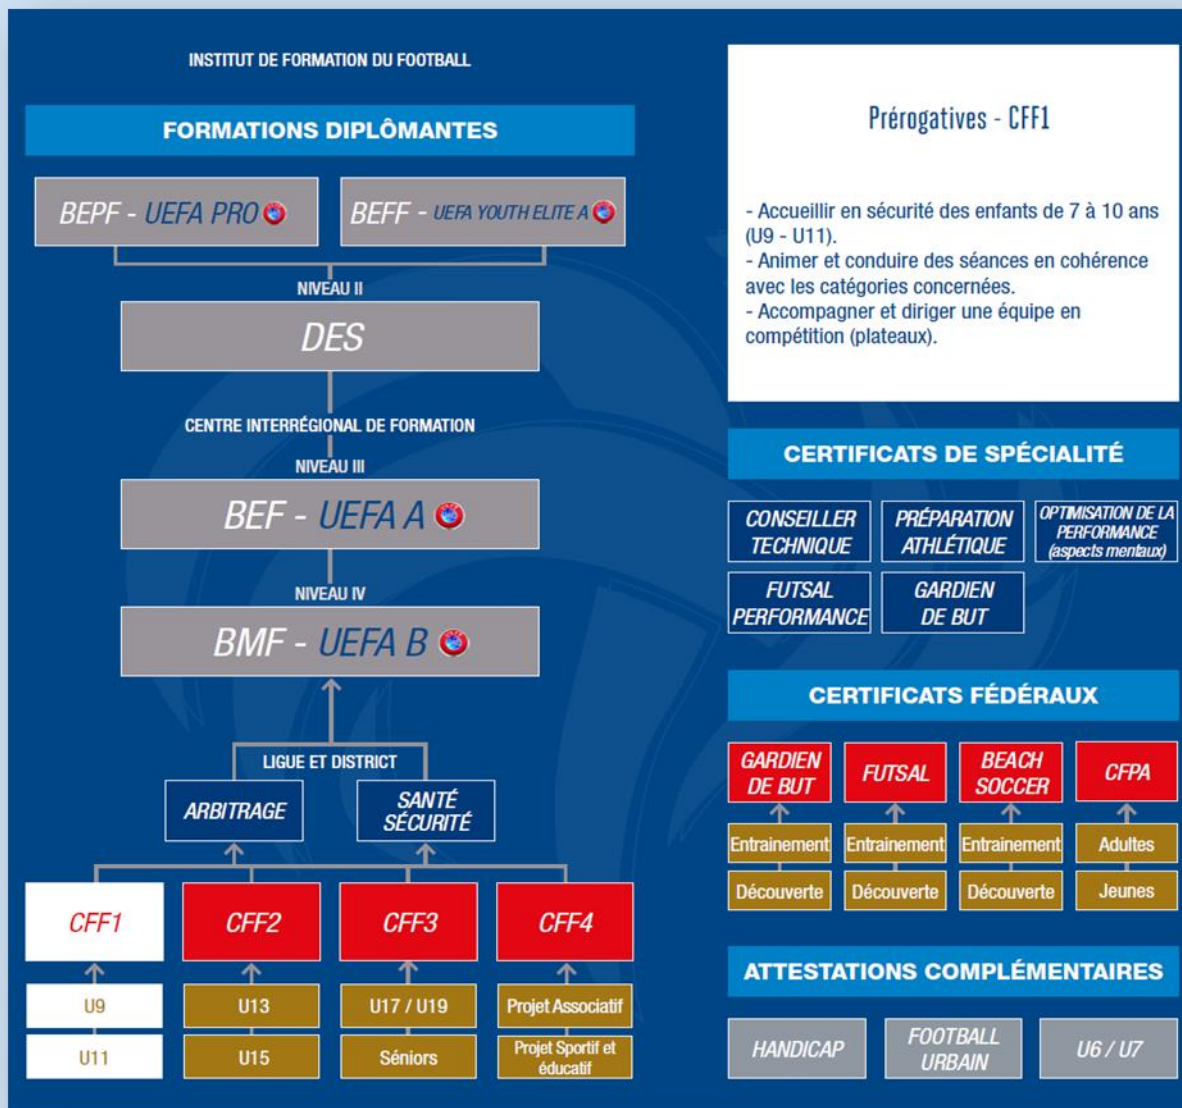 INSTITUT DE FORMATION DU FOOTBALL
FORMATIONS DIPLÔMANTES
BEPF - UEFA PRO
BEFF - UEFA YOUTH ELITE A
NIVEAU II
DES
CENTRE INTERRÉGIONAL DE FORMATION
NIVEAU III
BEF - UEFA A
NIVEAU IV
BMF - UEFA B
LIGUE ET DISTRICT
ARBITRAGE
SANTÉ
SÉCURITÉ
CFF1
CFF2
CFF3
CFF4
U9
U13
U17 / U19
Projet Associatif
U11
U15
Séniors
Projet Sportif et
éducatif
Prérogatives - CFF1
- Accueillir en sécurité des enfants de 7 à 10 ans
(U9 - U11).
- Animer et conduire des séances en cohérence
avec les catégories concernées.
- Accompagner et diriger une équipe en
compétition (plateaux).
CERTIFICATS DE SPÉCIALITÉ
CONSEILLER
TECHNIQUE
PRÉPARATION
ATHLÉTIQUE
OPTIMISATION DE LA
PERFORMANCE
(aspects mentaux)
FUTSAL
PERFORMANCE
GARDIEN
DE BUT
CERTIFICATS FÉDÉRAUX
GARDIEN
DE BUT
FUTSAL
BEACH
SOCCER
CFPA
Entrainement
Entrainement
Entrainement
Adultes
Découverte
Découverte
Découverte
Jeunes
ATTESTATIONS COMPLÉMENTAIRES
HANDICAP
FOOTBALL
URBAIN
U6 / U7